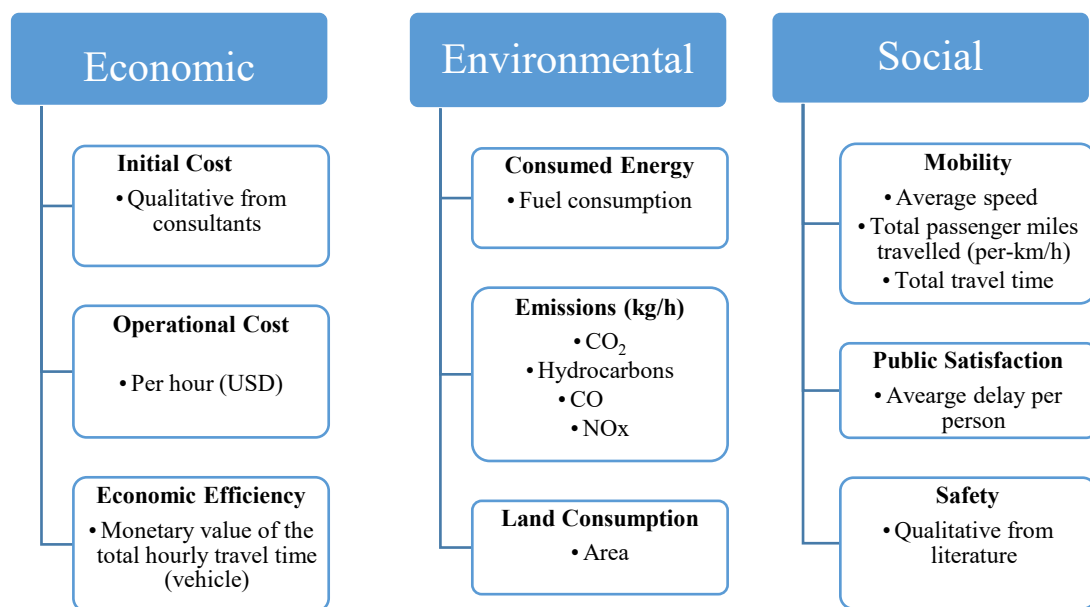 Economic
Initial Cost
• Qualitative from
consultants
Operational Cost
• Per hour (USD)
Economic Efficiency
• Monetary value of the
total hourly travel time
(vehicle)
Environmental
Consumed Energy
• Fuel consumption
Emissions (kg/h)
• CO₂
• Hydrocarbons
• CO
• NOx
Land Consumption
• Area
Social
Mobility
• Average speed
• Total passenger miles
travelled (per-km/h)
• Total travel time
Public Satisfaction
• Avearge delay per
person
Safety
• Qualitative from
literature